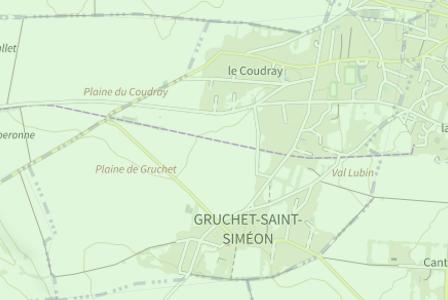 le Coudray
Plaine du Coudray
Plaine de Gruchet
Val Lubin
GRUCHET-SAINT-
SIMÉON